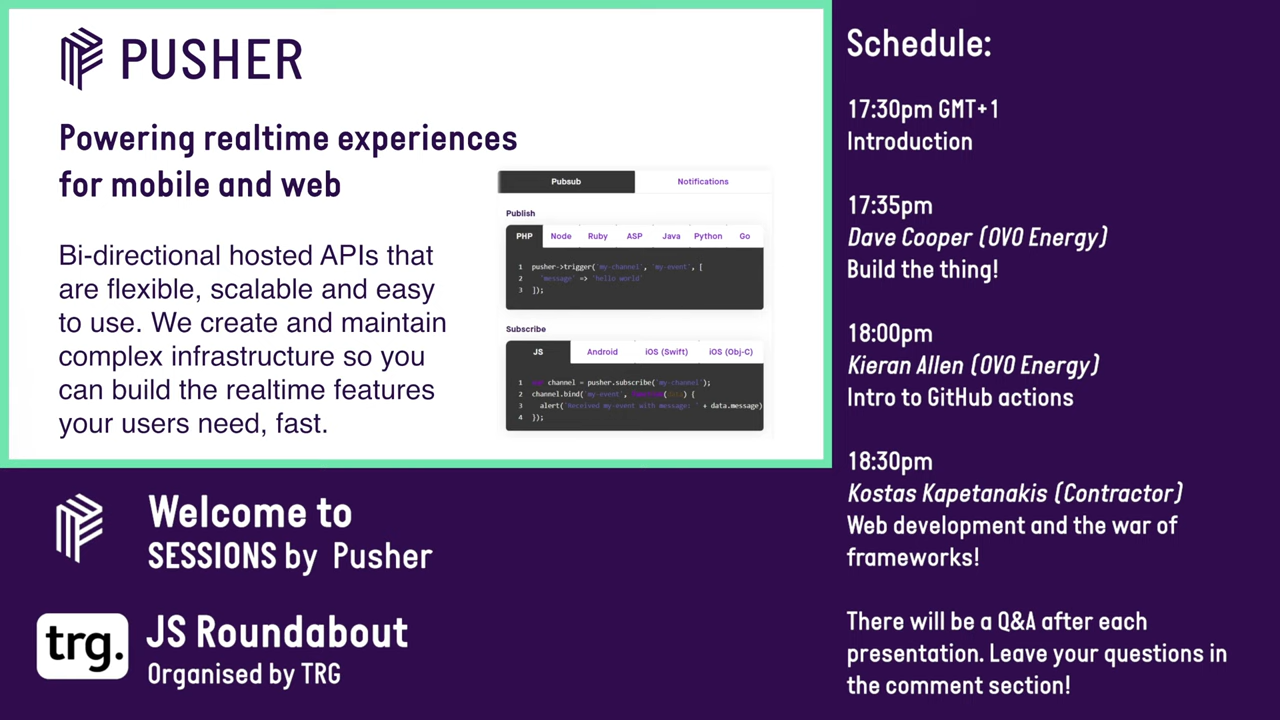 PUSHER
Powering realtime experiences
for mobile and web
Bi-directional hosted APIs that
are flexible, scalable and easy
to use. We create and maintain
complex infrastructure so you
can build the realtime features
your users need, fast.
Pubsub Notifications
Publish
PHP Node Ruby ASP Java Python Go
1 pusher->trigger('my-channel', 'my-event', [
2 'message' => 'hello world'
3 ]);
Subscribe
JS Android iOS (Swift) iOS (Obj-C)
1 var channel = pusher.subscribe('my-channel');
2 channel.bind('my-event', function(data) {
3 alert('Received my-event with message: ' + data.message)
4 });
Welcome to
SESSIONS by Pusher
trg.
JS Roundabout
Organised by TRG
Schedule:
17:30pm GMT+1
Introduction
17:35pm
Dave Cooper (OVO Energy)
Build the thing!
18:00pm
Kieran Allen (OVO Energy)
Intro to GitHub actions
18:30pm
Kostas Kapetanakis (Contractor)
Web development and the war of
frameworks!
There will be a Q&A after each
presentation. Leave your questions in
the comment section!